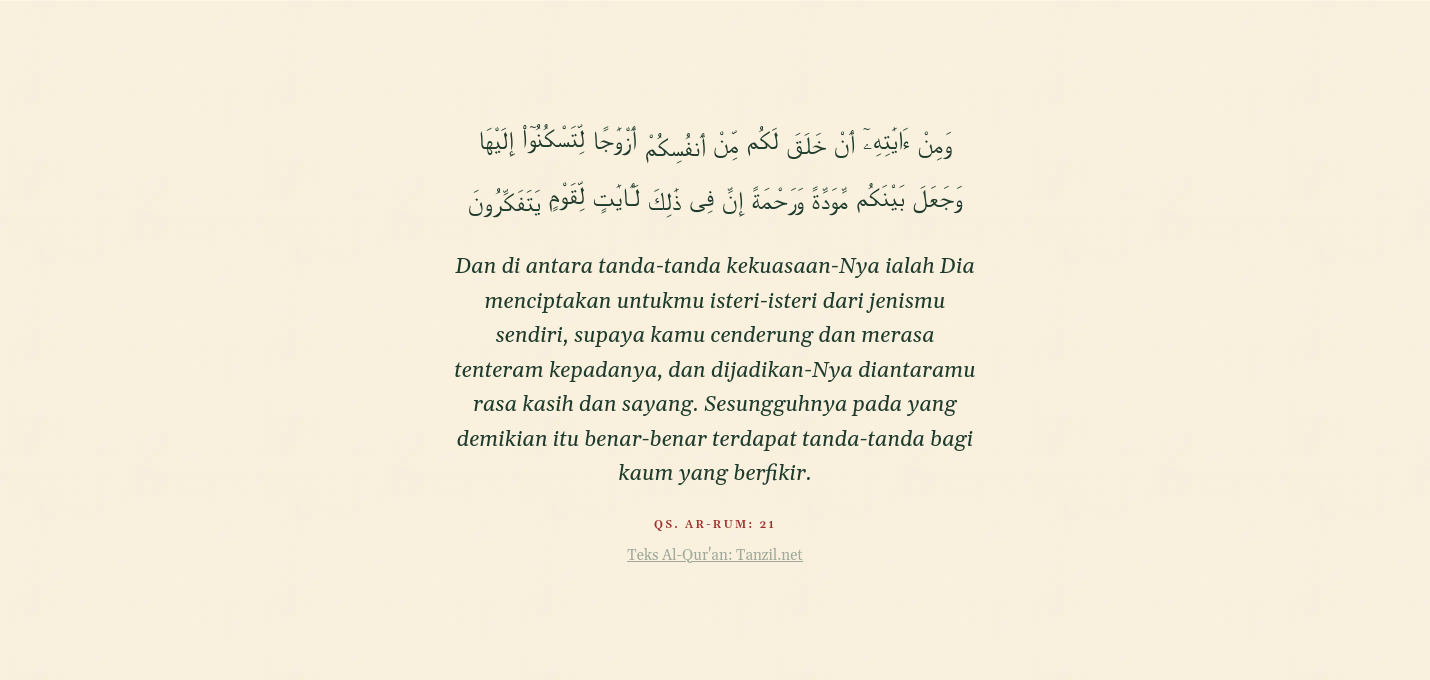 وَمِنْ ءَايَٰتِهِۦٓ أَنْ خَلَقَ لَكُم مِّنْ أَنفُسِكُمْ أَزْوَٰجًا لِّتَسْكُنُوٓا۟ إِلَيْهَا
وَجَعَلَ بَيْنَكُم مَّوَدَّةً وَرَحْمَةً إِنَّ فِى ذَٰلِكَ لَـَٔايَٰتٍ لِّقَوْمٍ يَتَفَكَّرُونَ
Dan di antara tanda-tanda kekuasaan-Nya ialah Dia
menciptakan untukmu isteri-isteri dari jenismu
sendiri, supaya kamu cenderung dan merasa
tenteram kepadanya, dan dijadikan-Nya diantaramu
rasa kasih dan sayang. Sesungguhnya pada yang
demikian itu benar-benar terdapat tanda-tanda bagi
kaum yang berfikir.
QS. AR-RUM: 21
Teks Al-Qur'an: Tanzil.net